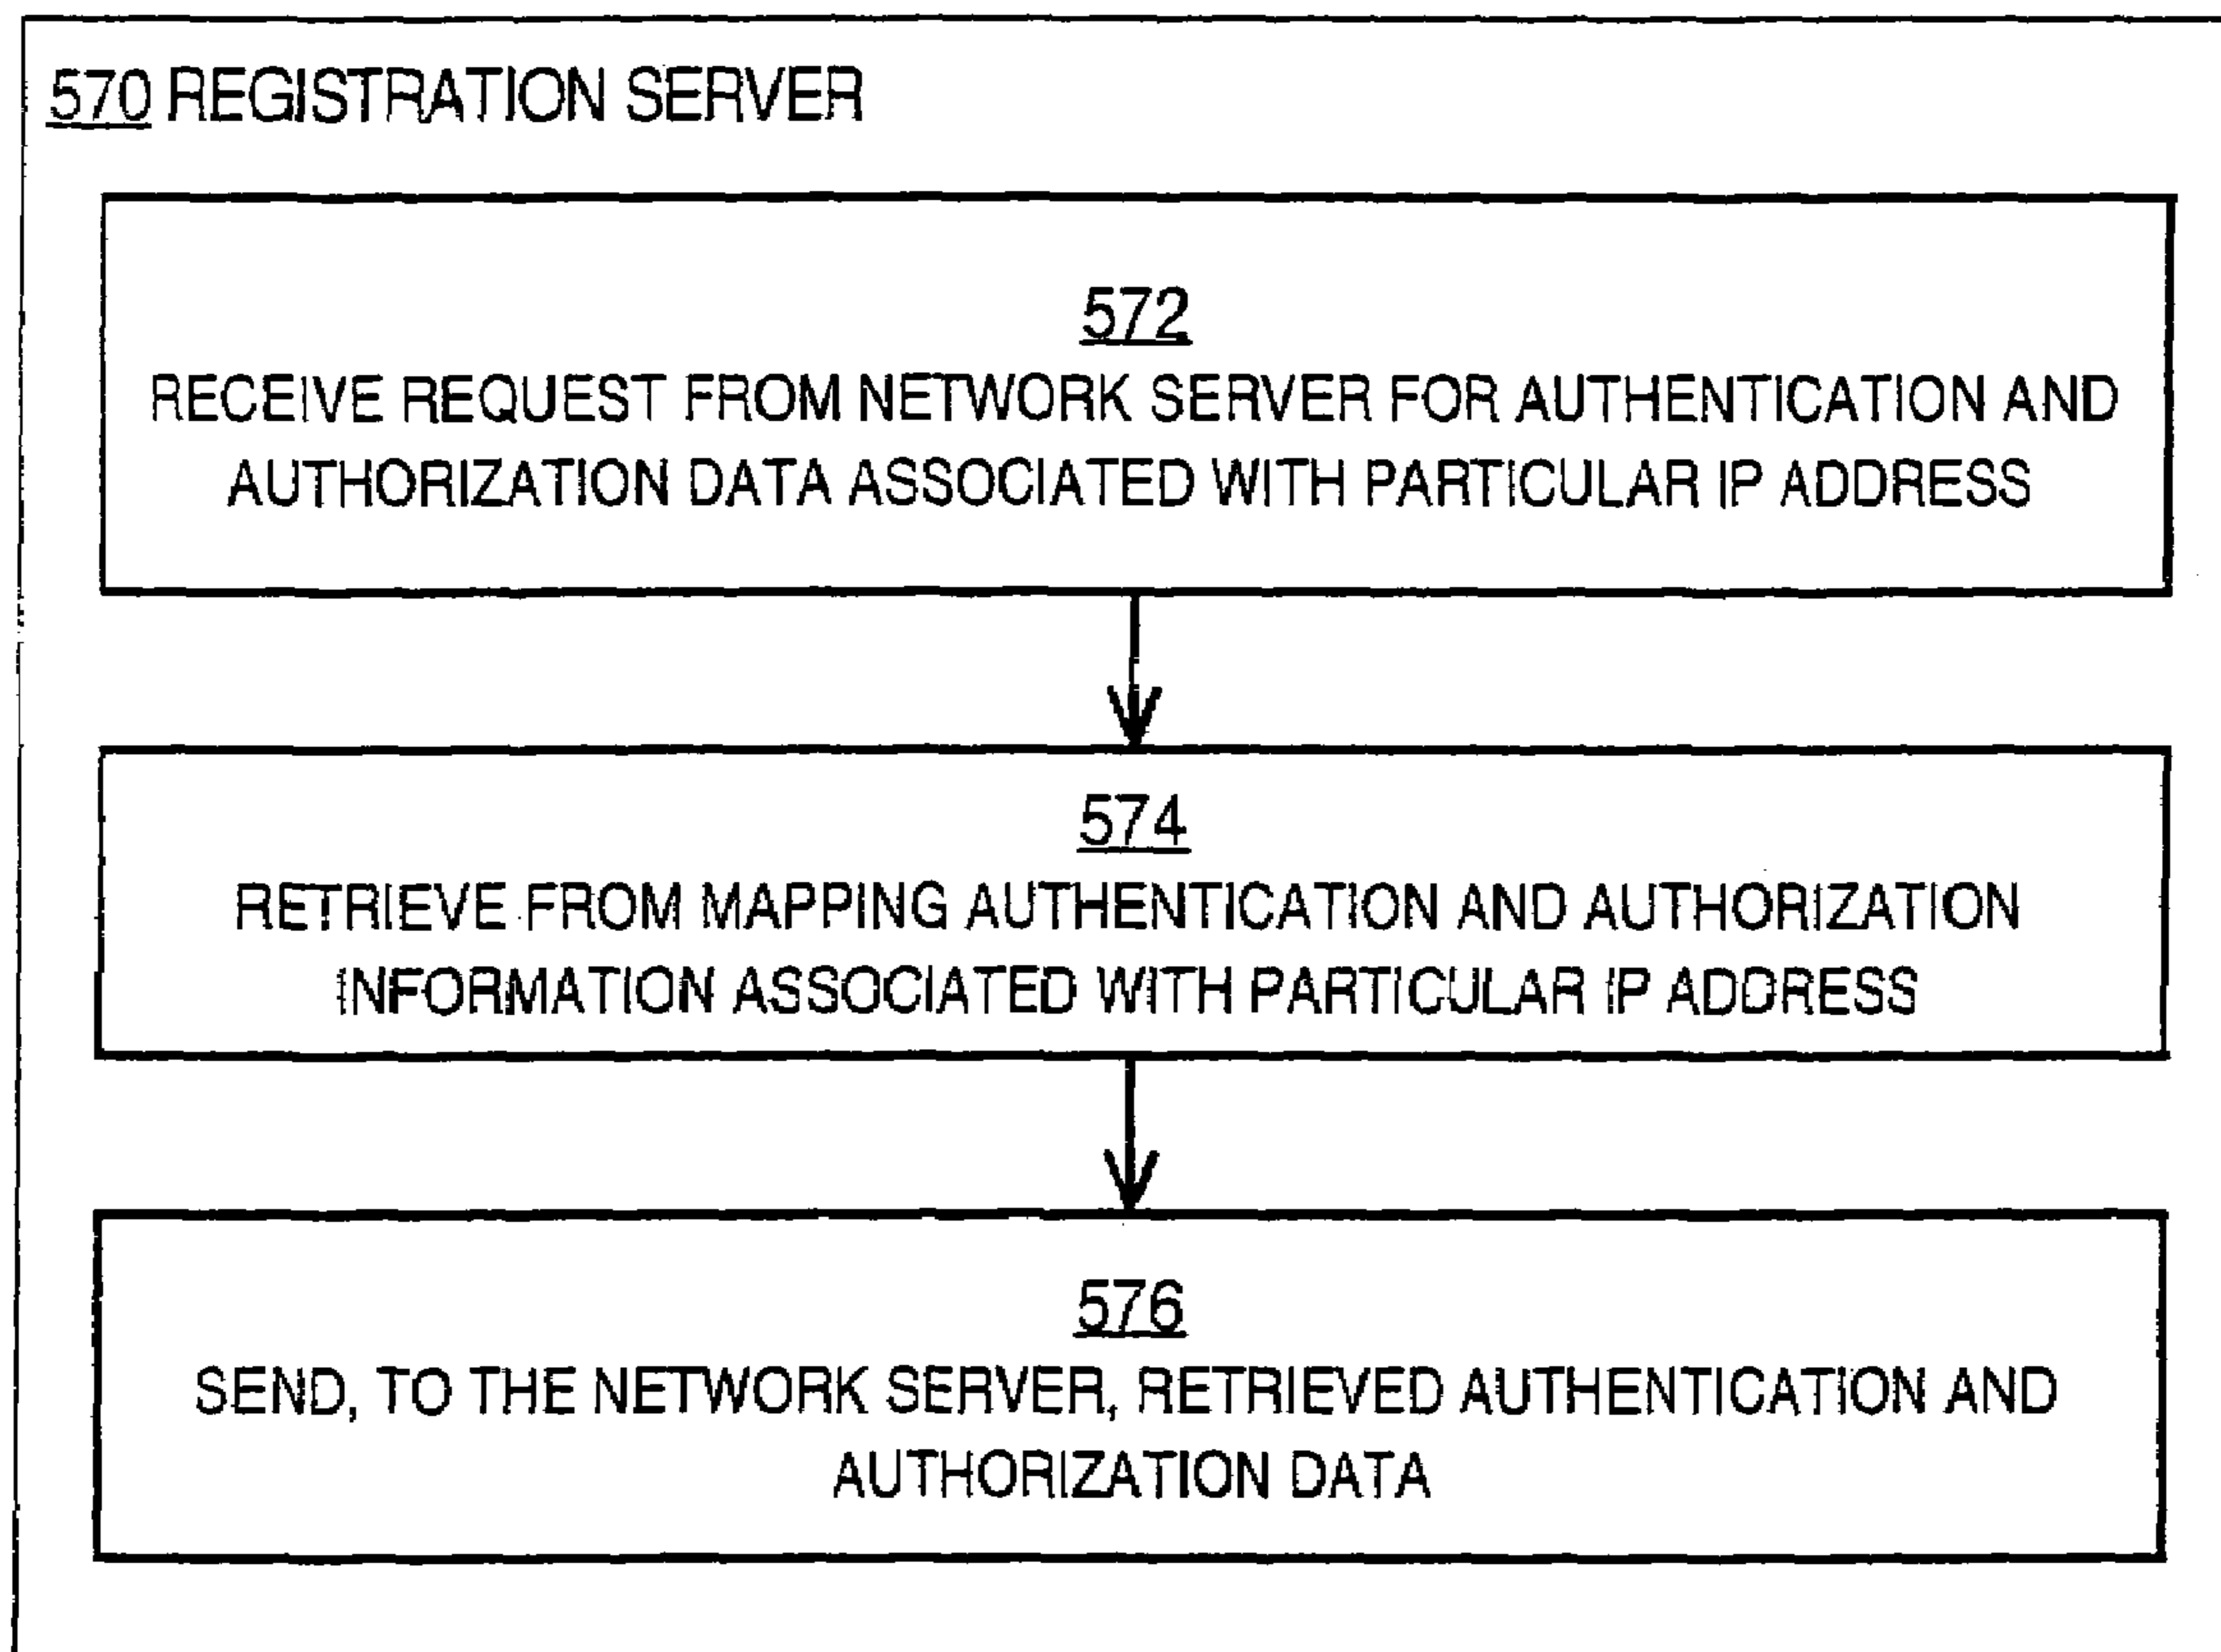 570 REGISTRATION SERVER
572
RECEIVE REQUEST FROM NETWORK SERVER FOR AUTHENTICATION AND
AUTHORIZATION DATA ASSOCIATED WITH PARTICULAR IP ADDRESS
574
RETRIEVE FROM MAPPING AUTHENTICATION AND AUTHORIZATION
INFORMATION ASSOCIATED WITH PARTICULAR IP ADDRESS
576
SEND, TO THE NETWORK SERVER, RETRIEVED AUTHENTICATION AND
AUTHORIZATION DATA